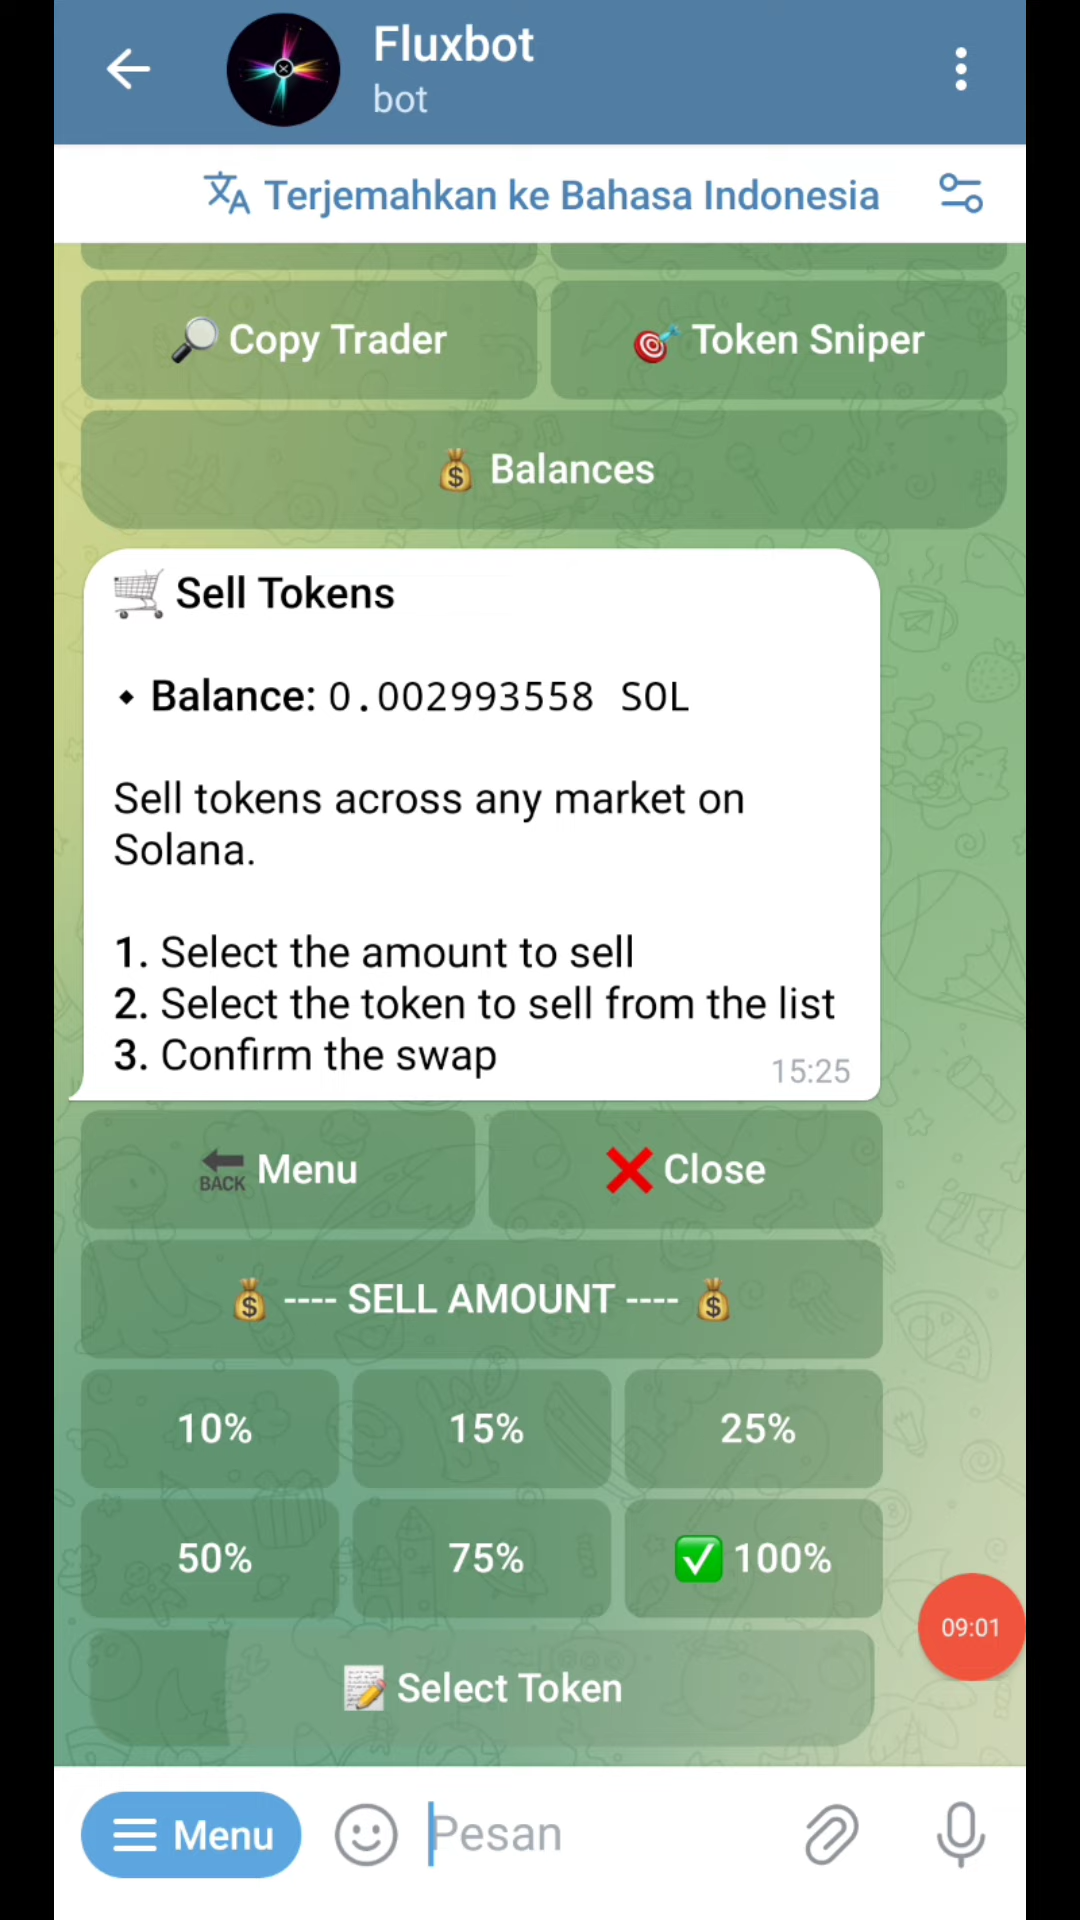 Fluxbot
bot
Terjemahkan ke Bahasa Indonesia
Copy Trader
Token Sniper
Balances
Sell Tokens
Balance: 0.002993558 SOL
Sell tokens across any market on
Solana.
1. Select the amount to sell
2. Select the token to sell from the list
3. Confirm the swap
15:25
BACK Menu
Close
---- SELL AMOUNT ----
10%
15%
25%
50%
75%
100%
09:01
Select Token
Menu
Pesan